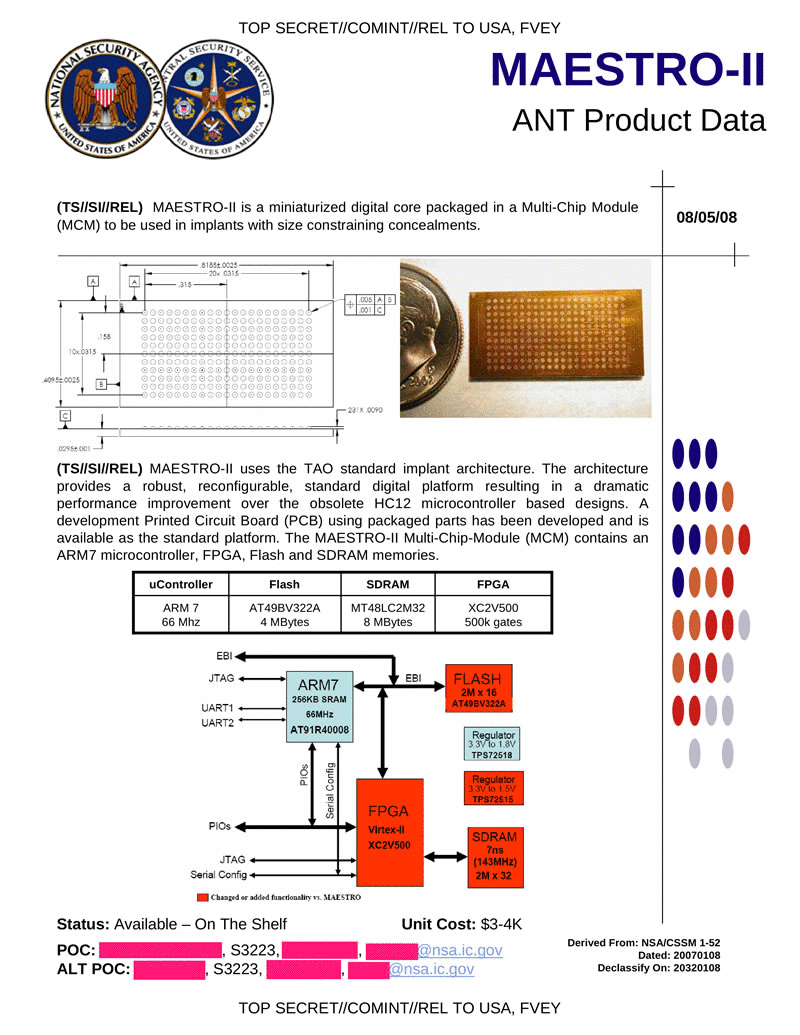 TOP SECRET//COMINT//REL TO USA, FVEY
NATIONAL SECURITY AGENCY
UNITED STATES OF AMERICA
CENTRAL SECURITY SERVICE
UNITED STATES OF AMERICA
MAESTRO-II
ANT Product Data
(TS//SI//REL) MAESTRO-II is a miniaturized digital core packaged in a Multi-Chip Module
(MCM) to be used in implants with size constraining concealments.
08/05/08
.8185±.0025
20x .0315
.315
A
A
.005 A B
.001 C
.158
10x.0315
.4095±.0025
B
C
231X .0090
.0295±.001
2005
(TS//SI//REL) MAESTRO-II uses the TAO standard implant architecture. The architecture
provides a robust, reconfigurable, standard digital platform resulting in a dramatic
performance improvement over the obsolete HC12 microcontroller based designs. A
development Printed Circuit Board (PCB) using packaged parts has been developed and is
available as the standard platform. The MAESTRO-II Multi-Chip-Module (MCM) contains an
ARM7 microcontroller, FPGA, Flash and SDRAM memories.
uController Flash SDRAM FPGA
ARM 7 AT49BV322A MT48LC2M32 XC2V500
66 Mhz 4 MBytes 8 MBytes 500k gates
EBI
JTAG
UART1
UART2
ARM7
256KB SRAM
66MHz
AT91R40008
EBI
FLASH
2M x 16
AT49BV322A
Regulator
3.3V to 1.8V
TPS72518
Regulator
3.3V to 1.5V
TPS72515
PIOs
Serial Config
PIOs
JTAG
Serial Config
FPGA
Virtex-II
XC2V500
SDRAM
7ns
(143MHz)
2M x 32
Changed or added functionality vs. MAESTRO
Status: Available – On The Shelf
Unit Cost: $3-4K
POC: , S3223, , @nsa.ic.gov
ALT POC: , S3223, , @nsa.ic.gov
Derived From: NSA/CSSM 1-52
Dated: 20070108
Declassify On: 20320108
TOP SECRET//COMINT//REL TO USA, FVEY